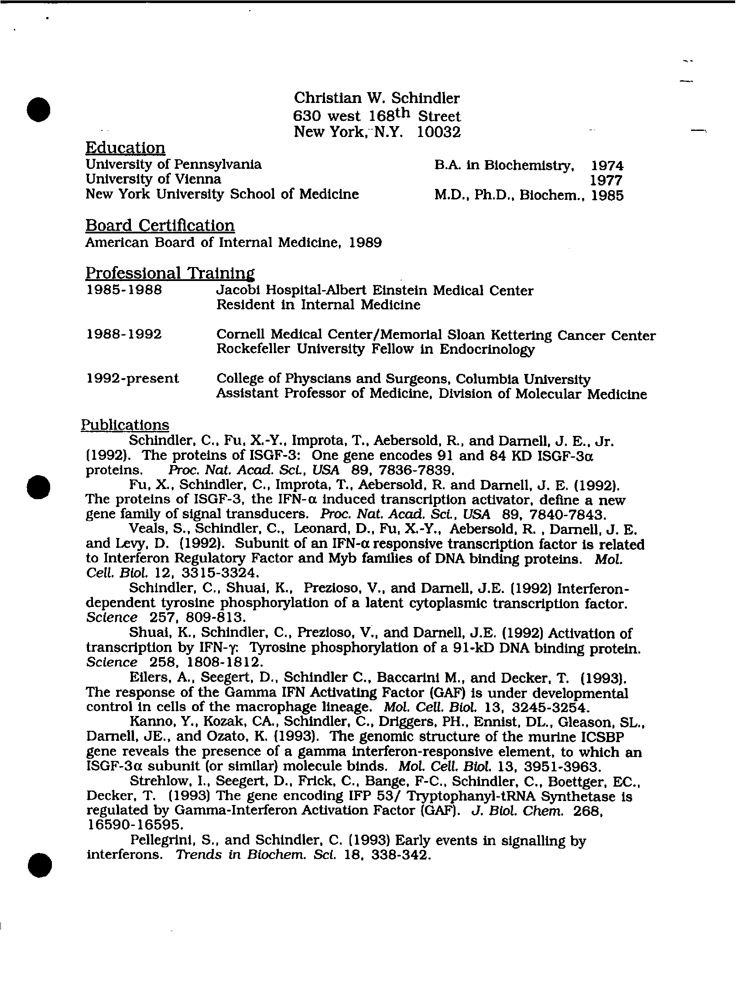 Christian W. Schindler
630 west 168th Street
New York, N.Y. 10032
Education
University of Pennsylvania B.A. in Biochemistry, 1974
University of Vienna 1977
New York University School of Medicine M.D., Ph.D., Biochem., 1985
Board Certification
American Board of Internal Medicine, 1989
Professional Training
1985-1988 Jacobi Hospital-Albert Einstein Medical Center
Resident in Internal Medicine
1988-1992 Cornell Medical Center/Memorial Sloan Kettering Cancer Center
Rockefeller University Fellow in Endocrinology
1992-present College of Physcians and Surgeons, Columbia University
Assistant Professor of Medicine, Division of Molecular Medicine
Publications
Schindler, C., Fu, X.-Y., Improta, T., Aebersold, R., and Darnell, J. E., Jr.
(1992). The proteins of ISGF-3: One gene encodes 91 and 84 KD ISGF-3α
proteins. Proc. Nat. Acad. Sci., USA 89, 7836-7839.
Fu, X., Schindler, C., Improta, T., Aebersold, R. and Darnell, J. E. (1992).
The proteins of ISGF-3, the IFN-α induced transcription activator, define a new
gene family of signal transducers. Proc. Nat. Acad. Sci., USA 89, 7840-7843.
Veals, S., Schindler, C., Leonard, D., Fu, X.-Y., Aebersold, R. , Darnell, J. E.
and Levy, D. (1992). Subunit of an IFN-α responsive transcription factor is related
to Interferon Regulatory Factor and Myb families of DNA binding proteins. Mol.
Cell. Biol. 12, 3315-3324.
Schindler, C., Shuai, K., Prezioso, V., and Darnell, J.E. (1992) Interferon-
dependent tyrosine phosphorylation of a latent cytoplasmic transcription factor.
Science 257, 809-813.
Shuai, K., Schindler, C., Prezioso, V., and Darnell, J.E. (1992) Activation of
transcription by IFN-γ: Tyrosine phosphorylation of a 91-kD DNA binding protein.
Science 258, 1808-1812.
Eilers, A., Seegert, D., Schindler C., Baccarini M., and Decker, T. (1993).
The response of the Gamma IFN Activating Factor (GAF) is under developmental
control in cells of the macrophage lineage. Mol. Cell. Biol. 13, 3245-3254.
Kanno, Y., Kozak, CA., Schindler, C., Driggers, PH., Ennist, DL., Gleason, SL.,
Darnell, JE., and Ozato, K. (1993). The genomic structure of the murine ICSBP
gene reveals the presence of a gamma interferon-responsive element, to which an
ISGF-3α subunit (or similar) molecule binds. Mol. Cell. Biol. 13, 3951-3963.
Strehlow, I., Seegert, D., Frick, C., Bange, F-C., Schindler, C., Boettger, EC.,
Decker, T. (1993) The gene encoding IFP 53/ Tryptophanyl-tRNA Synthetase is
regulated by Gamma-Interferon Activation Factor (GAF). J. Biol. Chem. 268,
16590-16595.
Pellegrini, S., and Schindler, C. (1993) Early events in signalling by
interferons. Trends in Biochem. Sci. 18, 338-342.